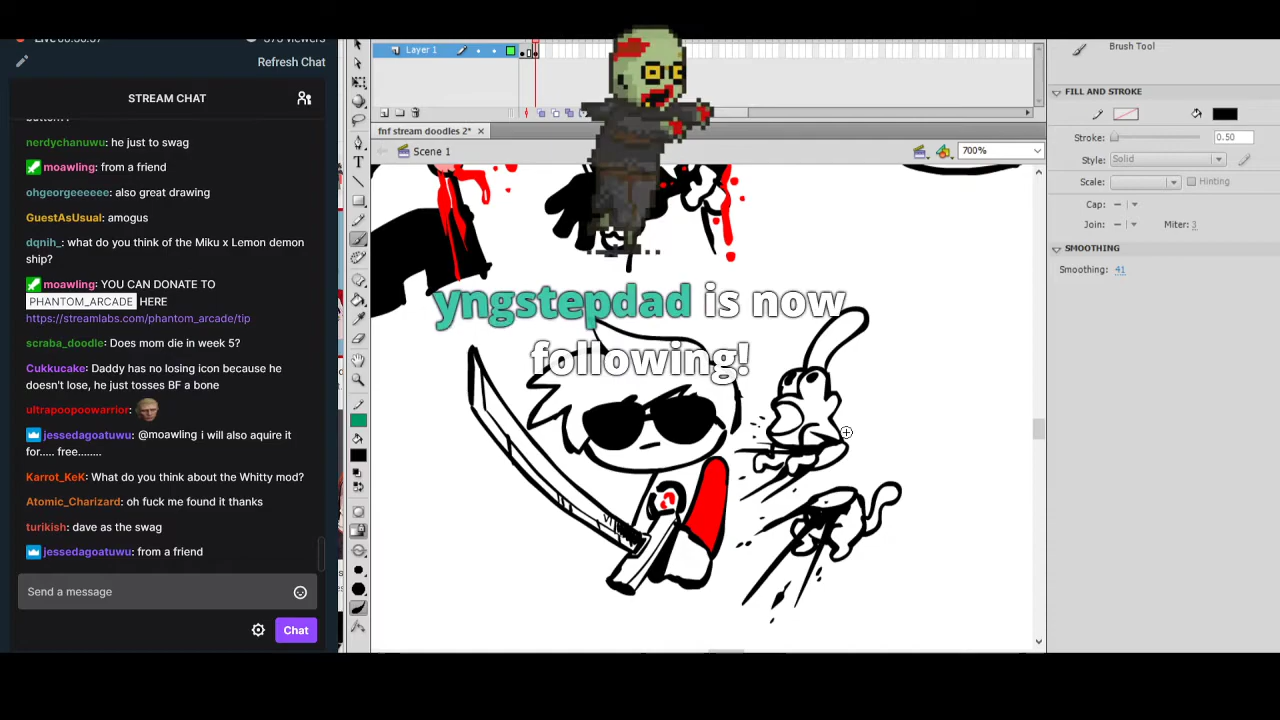 Refresh Chat
STREAM CHAT
nerdychanuwu: he just to swag
moawling: from a friend
ohgeorgeeeeee: also great drawing
GuestAsUsual: amogus
dqnih_: what do you think of the Miku x Lemon demon
ship?
moawling: YOU CAN DONATE TO
PHANTOM_ARCADE HERE
https://streamlabs.com/phantom_arcade/tip
scraba_doodle: Does mom die in week 5?
Cukkucake: Daddy has no losing icon because he
doesn't lose, he just tosses BF a bone
ultrapoopoowarrior:
jessedagoatuwu: @moawling i will also aquire it
for..... free........
Karrot_KeK: What do you think about the Whitty mod?
Atomic_Charizard: oh fuck me found it thanks
turikish: dave as the swag
jessedagoatuwu: from a friend
Send a message
Chat
Layer 1
fnf stream doodles 2*
Scene 1
700%
yngstepdad is now
following!
Brush Tool
FILL AND STROKE
Stroke: 0.50
Style: Solid
Scale: Hinting
Cap:
Join: Miter: 3
SMOOTHING
Smoothing: 41